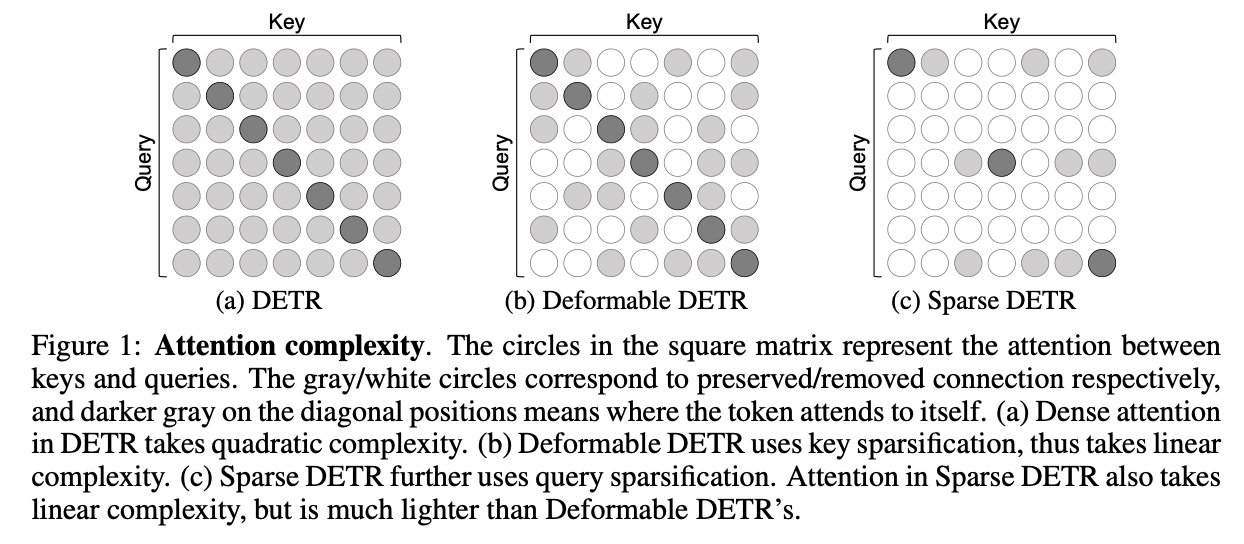 Key
Key
Key
Query
Query
Query
(a) DETR
(b) Deformable DETR
(c) Sparse DETR
Figure 1: Attention complexity. The circles in the square matrix represent the attention between
keys and queries. The gray/white circles correspond to preserved/removed connection respectively,
and darker gray on the diagonal positions means where the token attends to itself. (a) Dense attention
in DETR takes quadratic complexity. (b) Deformable DETR uses key sparsification, thus takes linear
complexity. (c) Sparse DETR further uses query sparsification. Attention in Sparse DETR also takes
linear complexity, but is much lighter than Deformable DETR’s.